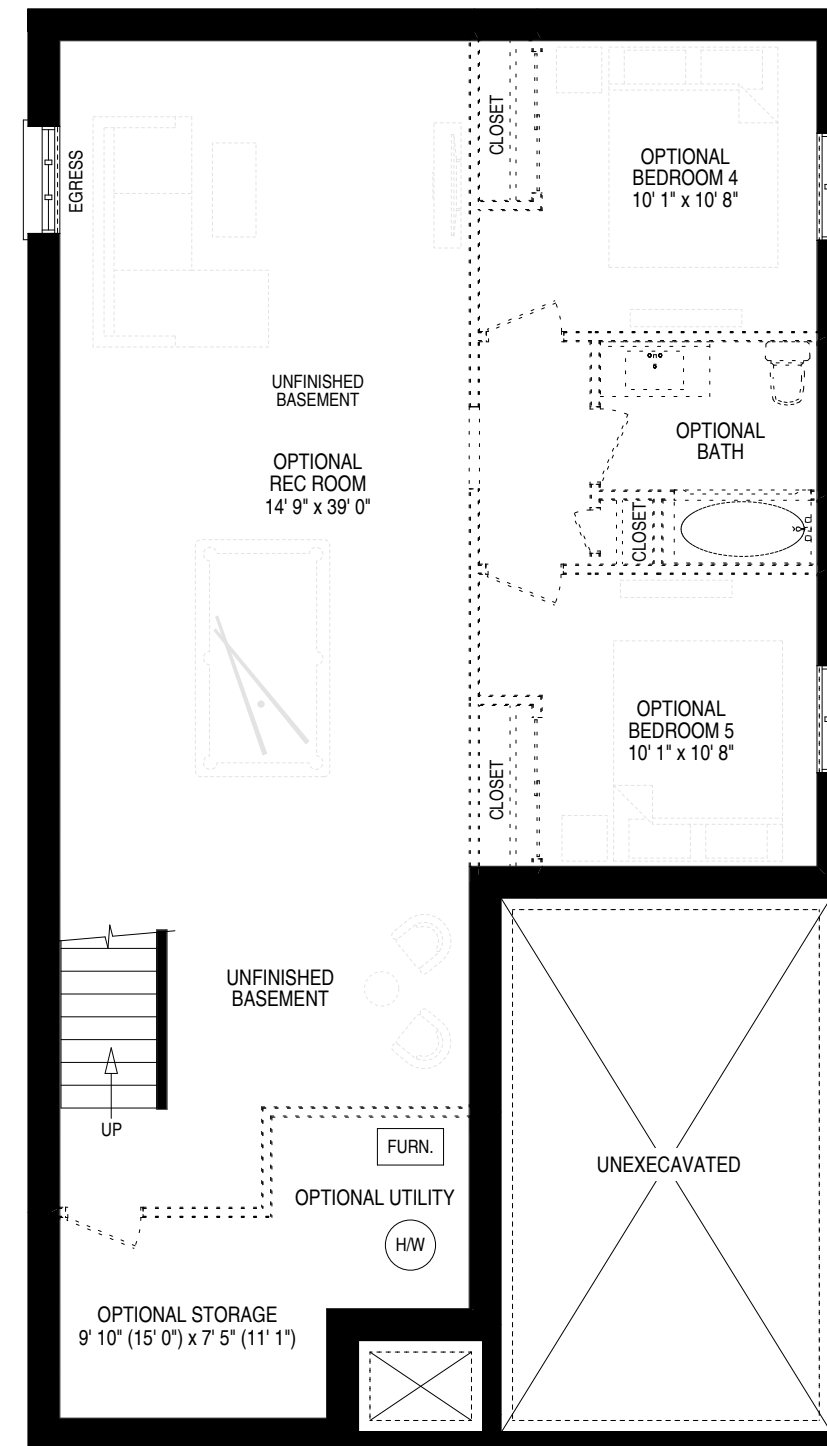 CLOSET
OPTIONAL
BEDROOM 4
10' 1" x 10' 8"
EGRESS
UNFINISHED
BASEMENT
OPTIONAL
REC ROOM
14' 9" x 39' 0"
OPTIONAL
BATH
CLOSET
OPTIONAL
BEDROOM 5
10' 1" x 10' 8"
CLOSET
UNFINISHED
BASEMENT
UP
FURN.
OPTIONAL UTILITY
H/W
UNEXECAVATED
OPTIONAL STORAGE
9' 10" (15' 0") x 7' 5" (11' 1")